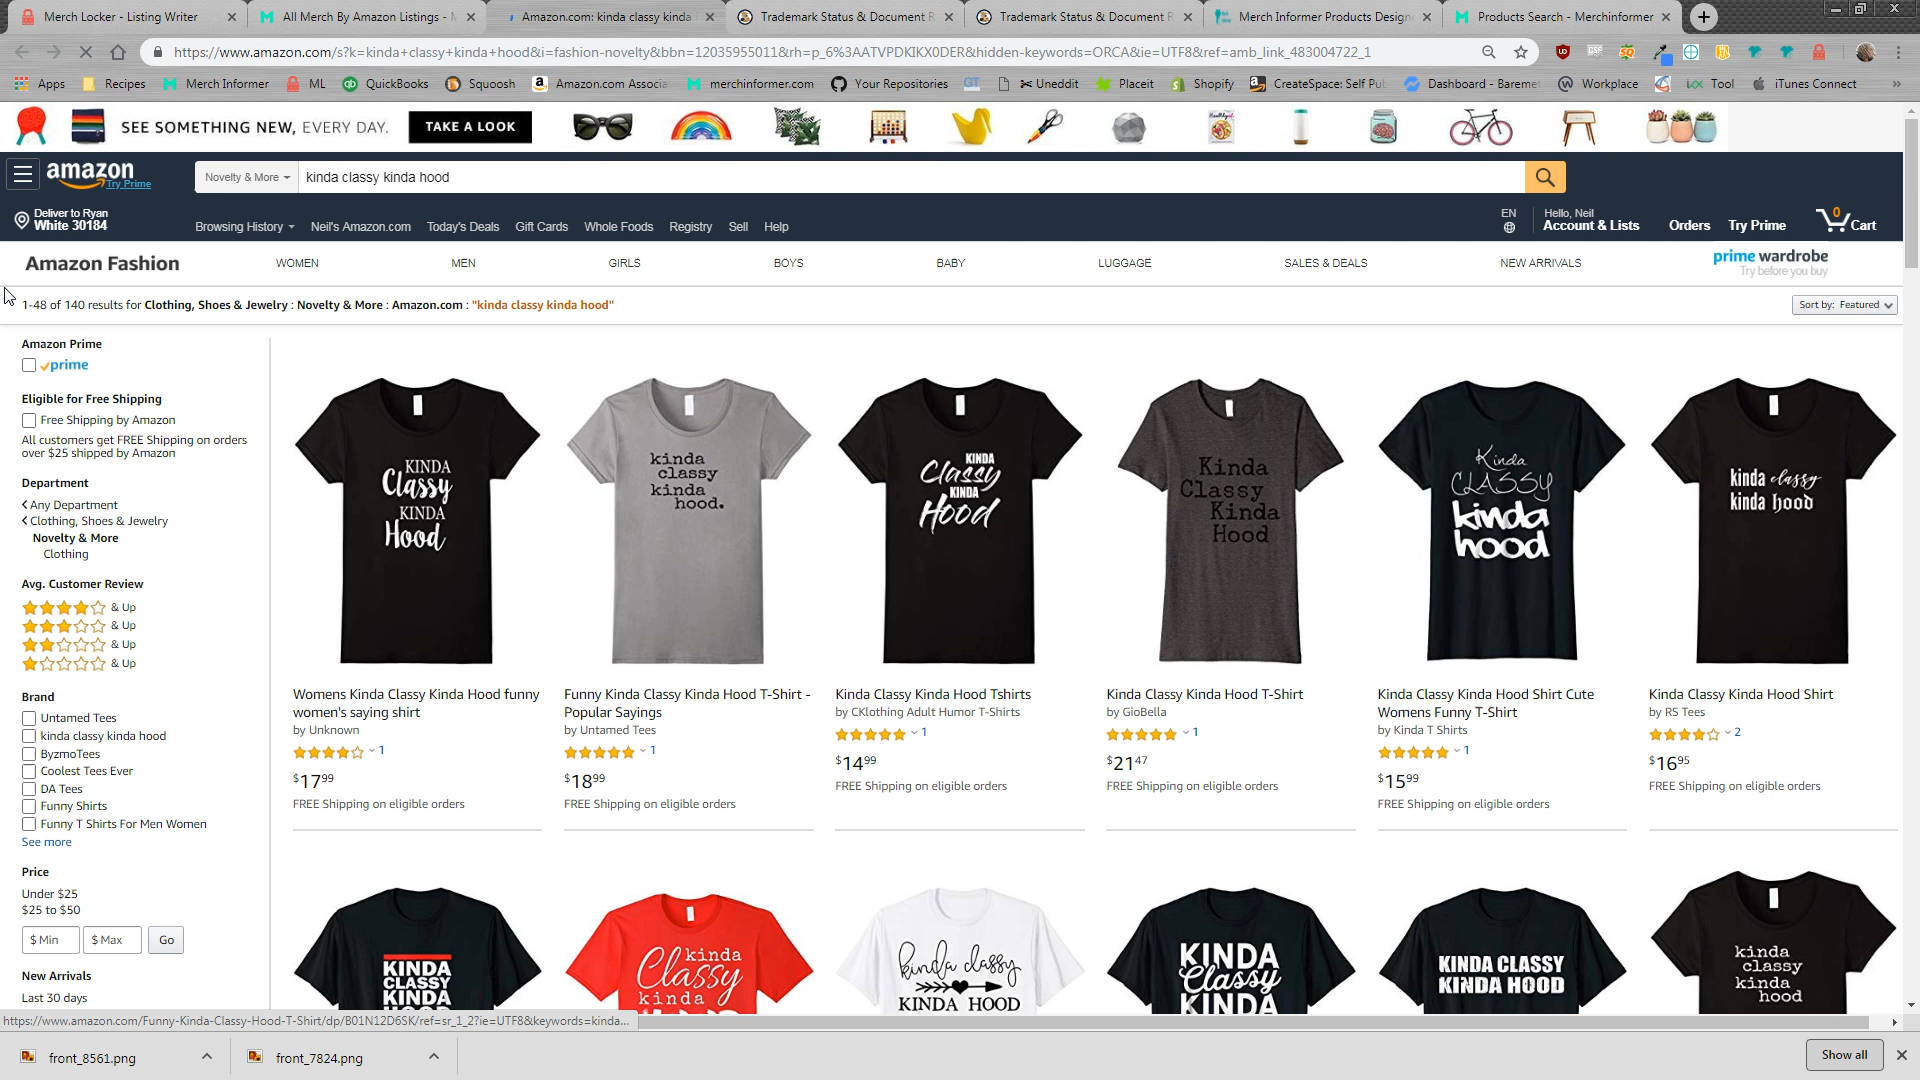 Merch Locker - Listing Writer
All Merch By Amazon Listings - M
Amazon.com: kinda classy kinda
Trademark Status & Document R
Trademark Status & Document R
Merch Informer Products Design
Products Search - Merchinformer
https://www.amazon.com/s?k=kinda+classy+kinda+hood&i=fashion-novelty&bbn=12035955011&rh=p_6%3AATVPDKIKX0DER&hidden-keywords=ORCA&ie=UTF8&ref=amb_link_483004722_1
Apps
Recipes
Merch Informer
ML
QuickBooks
Squoosh
Amazon.com Associa
merchinformer.com
Your Repositories
GT
Uneddit
Placeit
Shopify
CreateSpace: Self Pu
Dashboard - Bareme
Workplace
Tool
iTunes Connect
SEE SOMETHING NEW, EVERY DAY.
TAKE A LOOK
amazon
Try Prime
Novelty & More
kinda classy kinda hood
Deliver to Ryan
White 30184
Browsing History
Neil's Amazon.com
Today's Deals
Gift Cards
Whole Foods
Registry
Sell
Help
EN
Hello, Neil
Account & Lists
Orders
Try Prime
0
Cart
Amazon Fashion
WOMEN
MEN
GIRLS
BOYS
BABY
LUGGAGE
SALES & DEALS
NEW ARRIVALS
prime wardrobe
Try before you buy
1-48 of 140 results for Clothing, Shoes & Jewelry : Novelty & More : Amazon.com : "kinda classy kinda hood"
Sort by: Featured
Amazon Prime
prime
Eligible for Free Shipping
Free Shipping by Amazon
All customers get FREE Shipping on orders
over $25 shipped by Amazon
Department
Any Department
Clothing, Shoes & Jewelry
Novelty & More
Clothing
Avg. Customer Review
& Up
& Up
& Up
& Up
Brand
Untamed Tees
kinda classy kinda hood
ByzmoTees
Coolest Tees Ever
DA Tees
Funny Shirts
Funny T Shirts For Men Women
See more
Price
Under $25
$25 to $50
$ Min
$ Max
Go
New Arrivals
Last 30 days
KINDA
Classy
KINDA
Hood
Womens Kinda Classy Kinda Hood funny
women's saying shirt
by Unknown
1
$17⁹⁹
FREE Shipping on eligible orders
kinda
classy
kinda
hood.
Funny Kinda Classy Kinda Hood T-Shirt -
Popular Sayings
by Untamed Tees
1
$18⁹⁹
FREE Shipping on eligible orders
KINDA
Classy
KINDA
Hood
Kinda Classy Kinda Hood Tshirts
by CKlothing Adult Humor T-Shirts
1
$14⁹⁹
FREE Shipping on eligible orders
Kinda
Classy
Kinda
Hood
Kinda Classy Kinda Hood T-Shirt
by GioBella
1
$21⁴⁷
FREE Shipping on eligible orders
Kinda
CLASSY
kinda
hood
Kinda Classy Kinda Hood Shirt Cute
Womens Funny T-Shirt
by Kinda T Shirts
1
$15⁹⁹
FREE Shipping on eligible orders
kinda classy
kinda hood
Kinda Classy Kinda Hood Shirt
by RS Tees
2
$16⁹⁵
FREE Shipping on eligible orders
KINDA
CLASSY
KINDA
kinda
Classy
kinda
kinda classy
KINDA HOOD
KINDA
Classy
KINDA
KINDA CLASSY
KINDA HOOD
kinda
classy
kinda
hood
https://www.amazon.com/Funny-Kinda-Classy-Hood-T-Shirt/dp/B01N12D6SK/ref=sr_1_2?ie=UTF8&keywords=kinda...
front_8561.png
front_7824.png
Show all